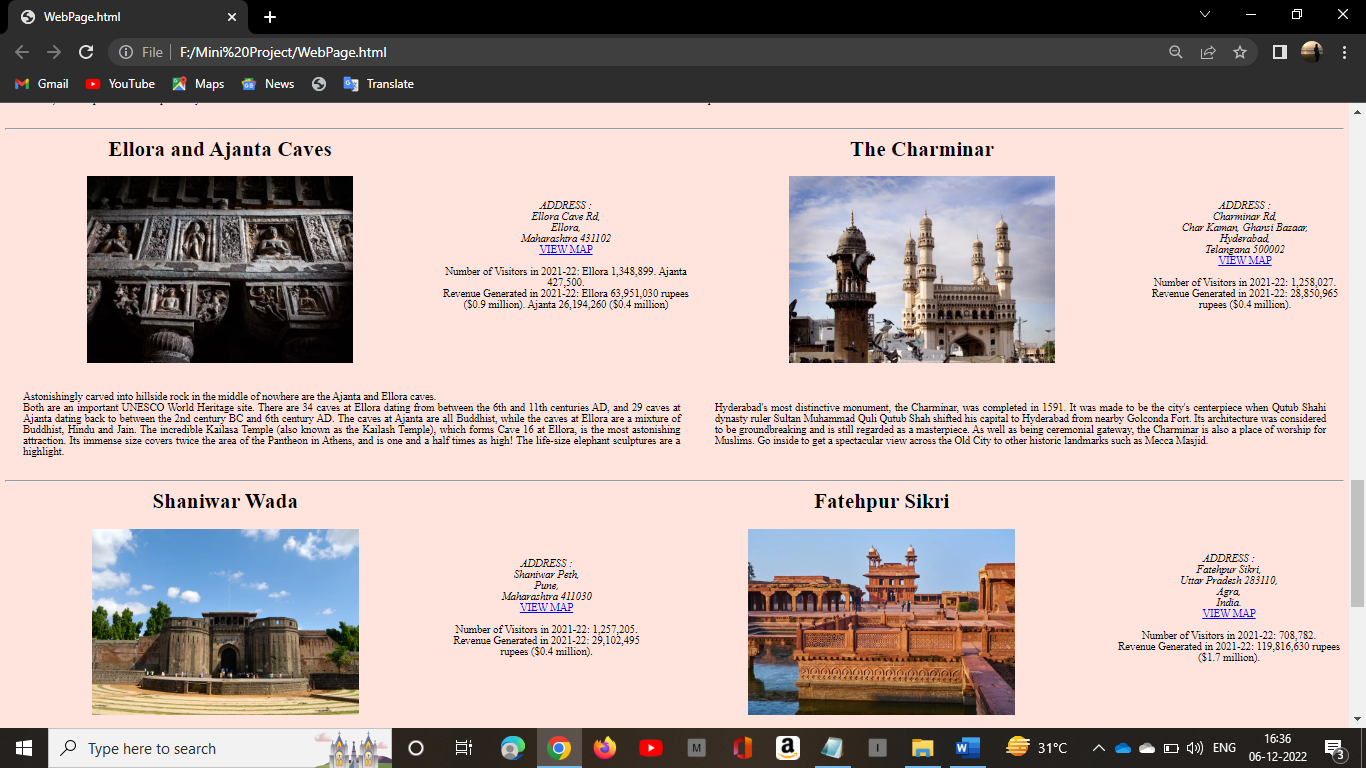 WebPage.html
File F:/Mini%20Project/WebPage.html
Gmail YouTube Maps News Translate
Ellora and Ajanta Caves
ADDRESS :
Ellora Cave Rd,
Ellora,
Maharashtra 431102
VIEW MAP
Number of Visitors in 2021-22: Ellora 1,348,899. Ajanta
427,500.
Revenue Generated in 2021-22: Ellora 63,951,030 rupees
($0.9 million). Ajanta 26,194,260 ($0.4 million)
Astonishingly carved into hillside rock in the middle of nowhere are the Ajanta and Ellora caves.
Both are an important UNESCO World Heritage site. There are 34 caves at Ellora dating from between the 6th and 11th centuries AD, and 29 caves at
Ajanta dating back to between the 2nd century BC and 6th century AD. The caves at Ajanta are all Buddhist, while the caves at Ellora are a mixture of
Buddhist, Hindu and Jain. The incredible Kailasa Temple (also known as the Kailash Temple), which forms Cave 16 at Ellora, is the most astonishing
attraction. Its immense size covers twice the area of the Pantheon in Athens, and is one and a half times as high! The life-size elephant sculptures are a
highlight.
The Charminar
ADDRESS :
Charminar Rd,
Char Kaman, Ghansi Bazaar,
Hyderabad,
Telangana 500002
VIEW MAP
Number of Visitors in 2021-22: 1,258,027.
Revenue Generated in 2021-22: 28,850,965
rupees ($0.4 million).
Hyderabad's most distinctive monument, the Charminar, was completed in 1591. It was made to be the city's centerpiece when Qutub Shahi
dynasty ruler Sultan Muhammad Quli Qutub Shah shifted his capital to Hyderabad from nearby Golconda Fort. Its architecture was considered
to be groundbreaking and is still regarded as a masterpiece. As well as being ceremonial gateway, the Charminar is also a place of worship for
Muslims. Go inside to get a spectacular view across the Old City to other historic landmarks such as Mecca Masjid.
Shaniwar Wada
ADDRESS :
Shaniwar Peth,
Pune,
Maharashtra 411030
VIEW MAP
Number of Visitors in 2021-22: 1,257,205.
Revenue Generated in 2021-22: 29,102,495
rupees ($0.4 million).
Fatehpur Sikri
ADDRESS :
Fatehpur Sikri,
Uttar Pradesh 283110,
Agra,
India.
VIEW MAP
Number of Visitors in 2021-22: 708,782.
Revenue Generated in 2021-22: 119,816,630 rupees
($1.7 million).
Type here to search
M
a
I
W
31°C
ENG
16:36
06-12-2022
3